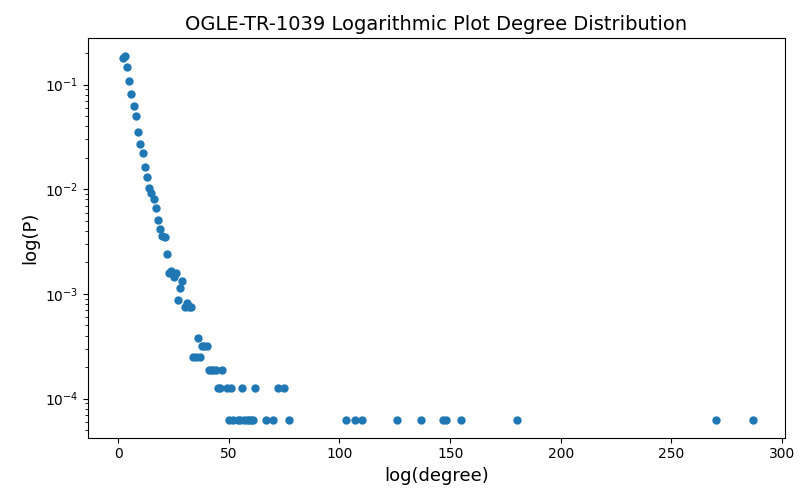 OGLE-TR-1039 Logarithmic Plot Degree Distribution
10⁻¹
10⁻²
10⁻³
10⁻⁴
log(P)
0 50 100 150 200 250 300
log(degree)